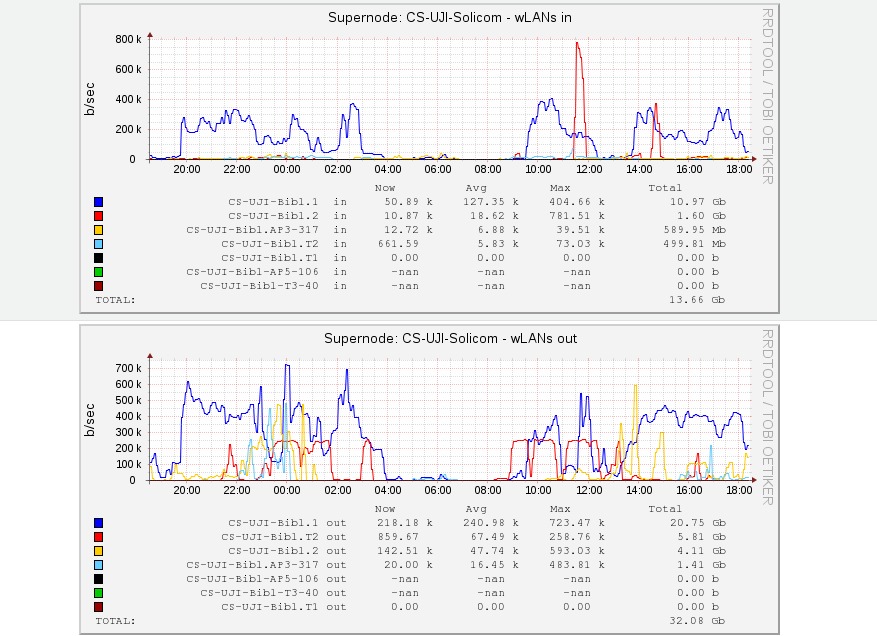 Supernode: CS-UJI-Solicom - wLANs in
RRDTOOL / TOBI OETIKER
b/sec
800 k
600 k
400 k
200 k
0
20:00 22:00 00:00 02:00 04:00 06:00 08:00 10:00 12:00 14:00 16:00 18:00
Now Avg Max Total
CS-UJI-Bibl.1 in 50.89 k 127.35 k 404.66 k 10.97 Gb
CS-UJI-Bibl.2 in 10.87 k 18.62 k 781.51 k 1.60 Gb
CS-UJI-Bibl.AP3-317 in 12.72 k 6.88 k 39.51 k 589.95 Mb
CS-UJI-Bibl.T2 in 661.59 5.83 k 73.03 k 499.81 Mb
CS-UJI-Bibl.T1 in 0.00 0.00 0.00 0.00 b
CS-UJI-Bibl-AP5-106 in -nan -nan -nan 0.00 b
CS-UJI-Bibl-T3-40 in -nan -nan -nan 0.00 b
TOTAL: 13.66 Gb
Supernode: CS-UJI-Solicom - wLANs out
RRDTOOL / TOBI OETIKER
b/sec
700 k
600 k
500 k
400 k
300 k
200 k
100 k
0
20:00 22:00 00:00 02:00 04:00 06:00 08:00 10:00 12:00 14:00 16:00 18:00
Now Avg Max Total
CS-UJI-Bibl.1 out 218.18 k 240.98 k 723.47 k 20.75 Gb
CS-UJI-Bibl.T2 out 859.67 67.49 k 258.76 k 5.81 Gb
CS-UJI-Bibl.2 out 142.51 k 47.74 k 593.03 k 4.11 Gb
CS-UJI-Bibl.AP3-317 out 20.00 k 16.45 k 483.81 k 1.41 Gb
CS-UJI-Bibl-AP5-106 out -nan -nan -nan 0.00 b
CS-UJI-Bibl-T3-40 out -nan -nan -nan 0.00 b
CS-UJI-Bibl.T1 out 0.00 0.00 0.00 0.00 b
TOTAL: 32.08 Gb